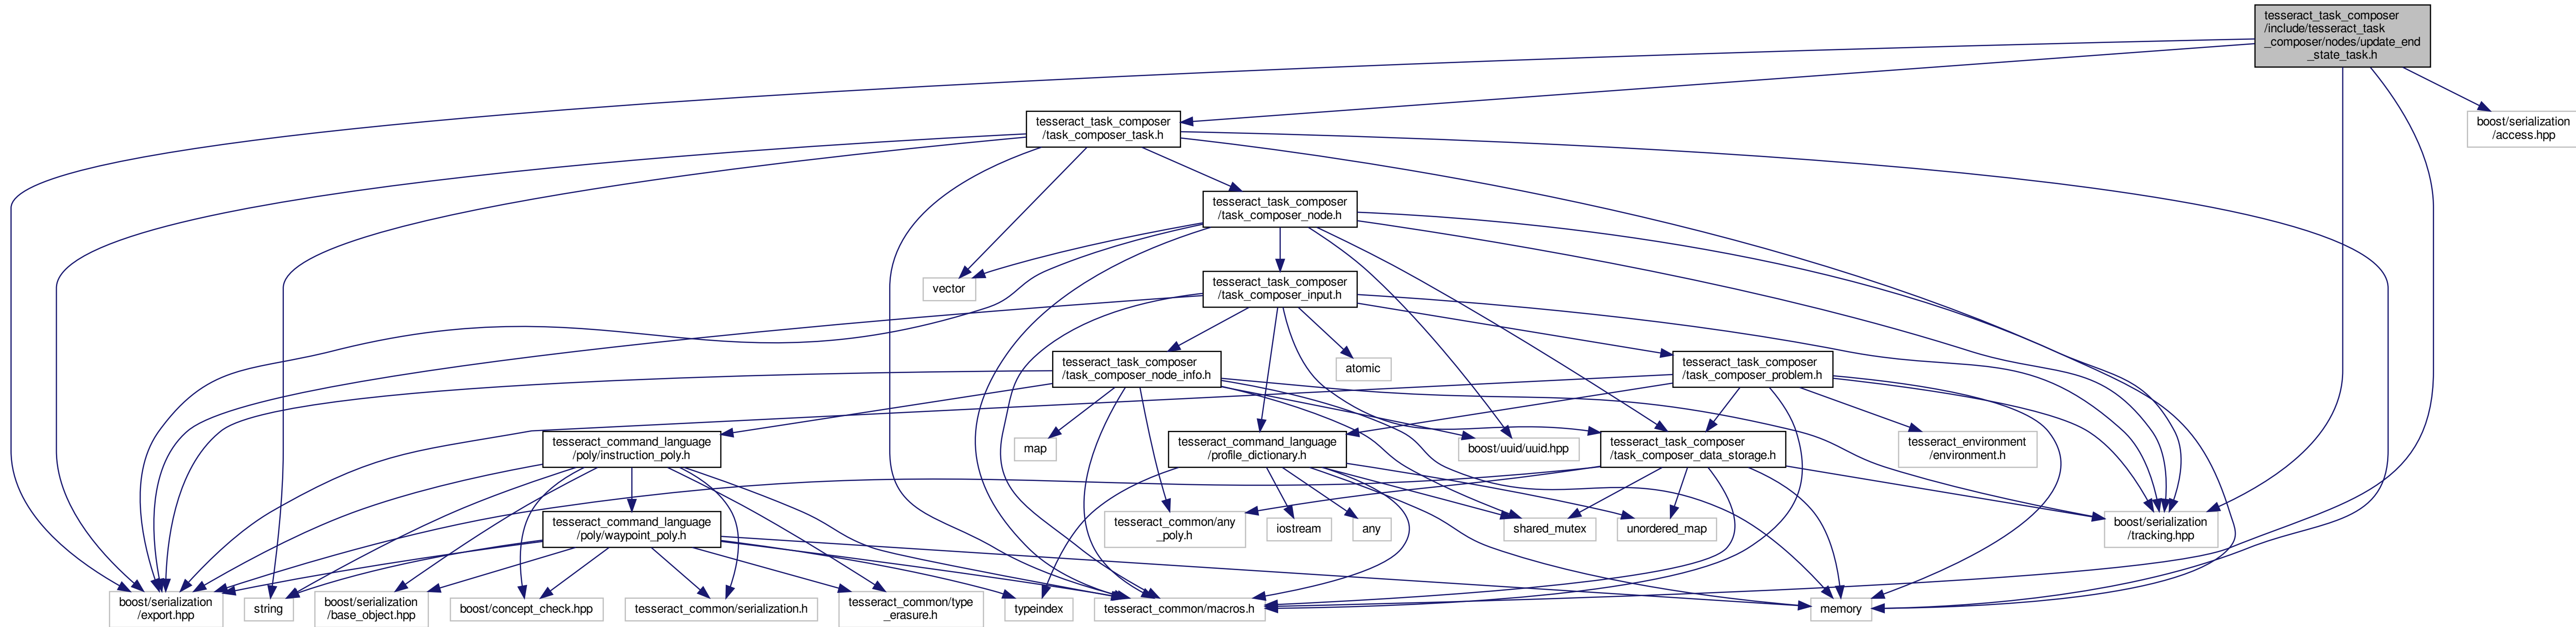 tesseract_task_composer
/include/tesseract_task
_composer/nodes/update_end
_state_task.h
tesseract_task_composer
/task_composer_task.h
boost/serialization
/access.hpp
tesseract_task_composer
/task_composer_node.h
vector
tesseract_task_composer
/task_composer_input.h
tesseract_task_composer
/task_composer_node_info.h
atomic
tesseract_task_composer
/task_composer_problem.h
tesseract_command_language
/poly/instruction_poly.h
map
tesseract_command_language
/profile_dictionary.h
boost/uuid/uuid.hpp
tesseract_task_composer
/task_composer_data_storage.h
tesseract_environment
/environment.h
tesseract_command_language
/poly/waypoint_poly.h
tesseract_common/any
_poly.h
iostream
any
shared_mutex
unordered_map
boost/serialization
/tracking.hpp
boost/serialization
/export.hpp
string
boost/serialization
/base_object.hpp
boost/concept_check.hpp
tesseract_common/serialization.h
tesseract_common/type
_erasure.h
typeindex
tesseract_common/macros.h
memory